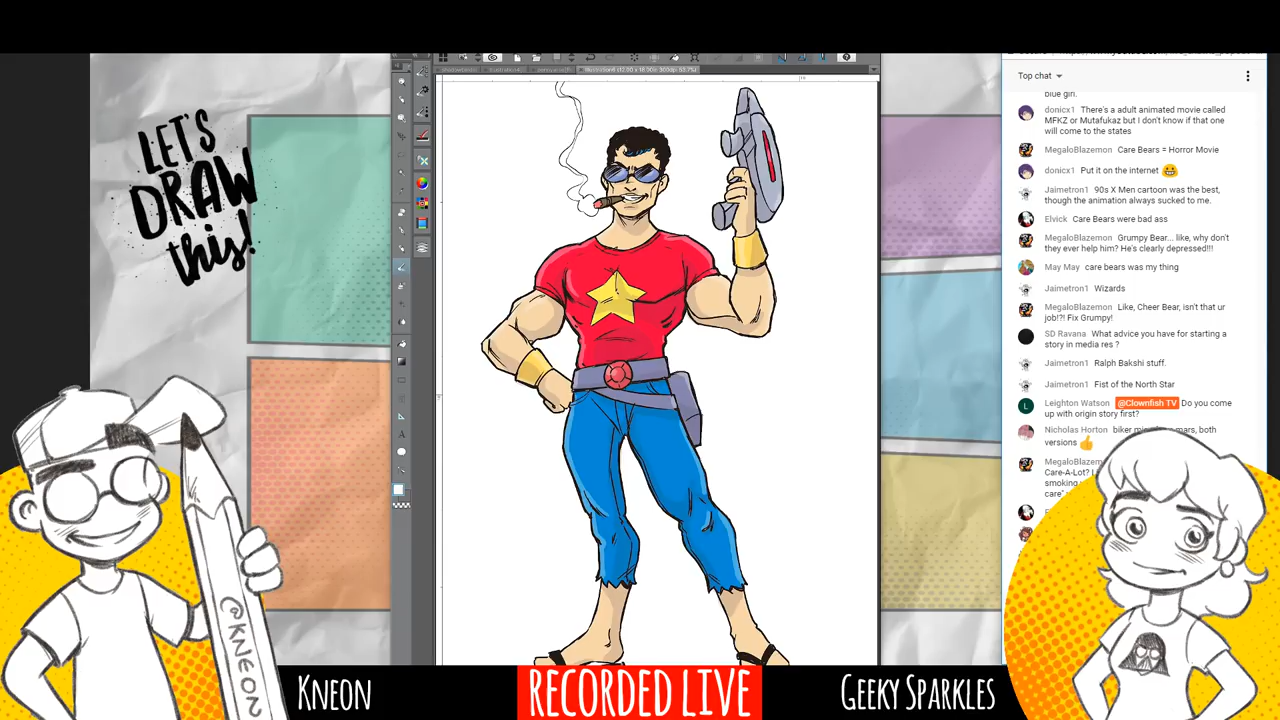 LET'S
DRAW
this!
@KNEON
Top chat
blue girl.
donicx1 There's a adult animated movie called
MFKZ or Mutafukaz but I don't know if that one
will come to the states
MegaloBlazemon Care Bears = Horror Movie
donicx1 Put it on the internet
Jaimetron1 90s X Men cartoon was the best,
though the animation always sucked to me.
Elvick Care Bears were bad ass
MegaloBlazemon Grumpy Bear... like, why don't
they ever help him? He's clearly depressed!!!
May May care bears was my thing
Jaimetron1 Wizards
MegaloBlazemon Like, Cheer Bear, isn't that ur
job!?! Fix Grumpy!
SD Ravana What advice you have for starting a
story in media res ?
Jaimetron1 Ralph Bakshi stuff.
Jaimetron1 Fist of the North Star
Leighton Watson @Clownfish TV Do you come
up with origin story first?
Nicholas Horton biker mars, both
versions
Care-A-Lot?
smoking
care"
KNEON
RECORDED LIVE
GEEKY SPARKLES